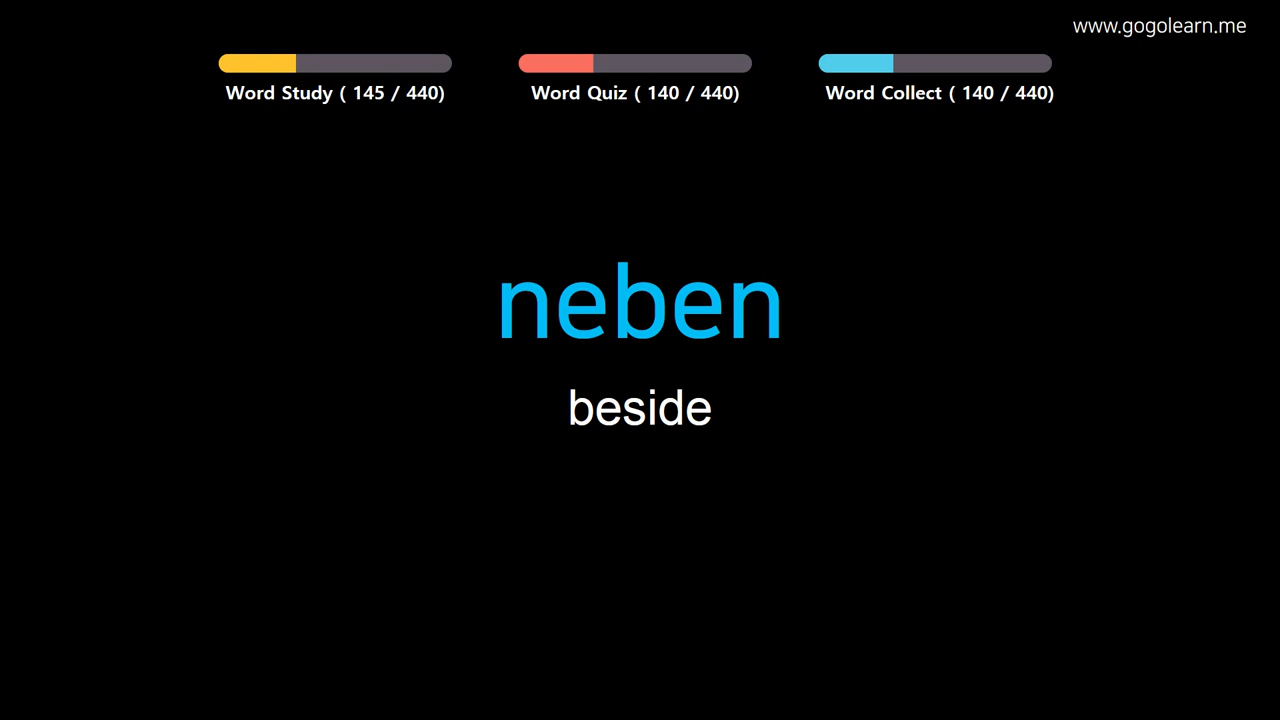 www.gogolearn.me
Word Study ( 145 / 440)
Word Quiz ( 140 / 440)
Word Collect ( 140 / 440)
neben
beside